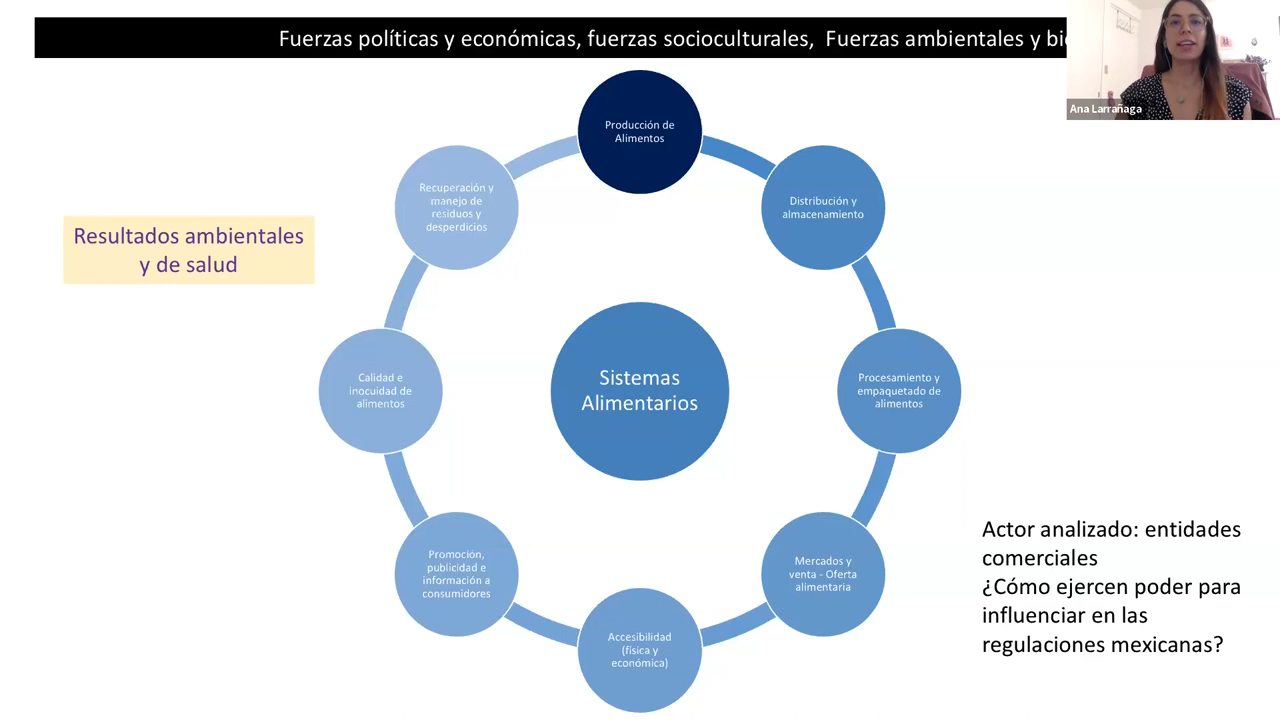 Fuerzas políticas y económicas, fuerzas socioculturales, Fuerzas ambientales y
Ana Larrañaga
Producción de
Alimentos
Distribución y
almacenamiento
Procesamiento y
empaquetado de
alimentos
Mercados y
venta - Oferta
alimentaria
Accesibilidad
(fisica y
económica)
Promoción,
publicidad e
información a
consumidores
Calidad e
inocuidad de
alimentos
Recuperación y
manejo de
residuos y
desperdicios
Sistemas
Alimentarios
Resultados ambientales
y de salud
Actor analizado: entidades
comerciales
¿Cómo ejercen poder para
influenciar en las
regulaciones mexicanas?